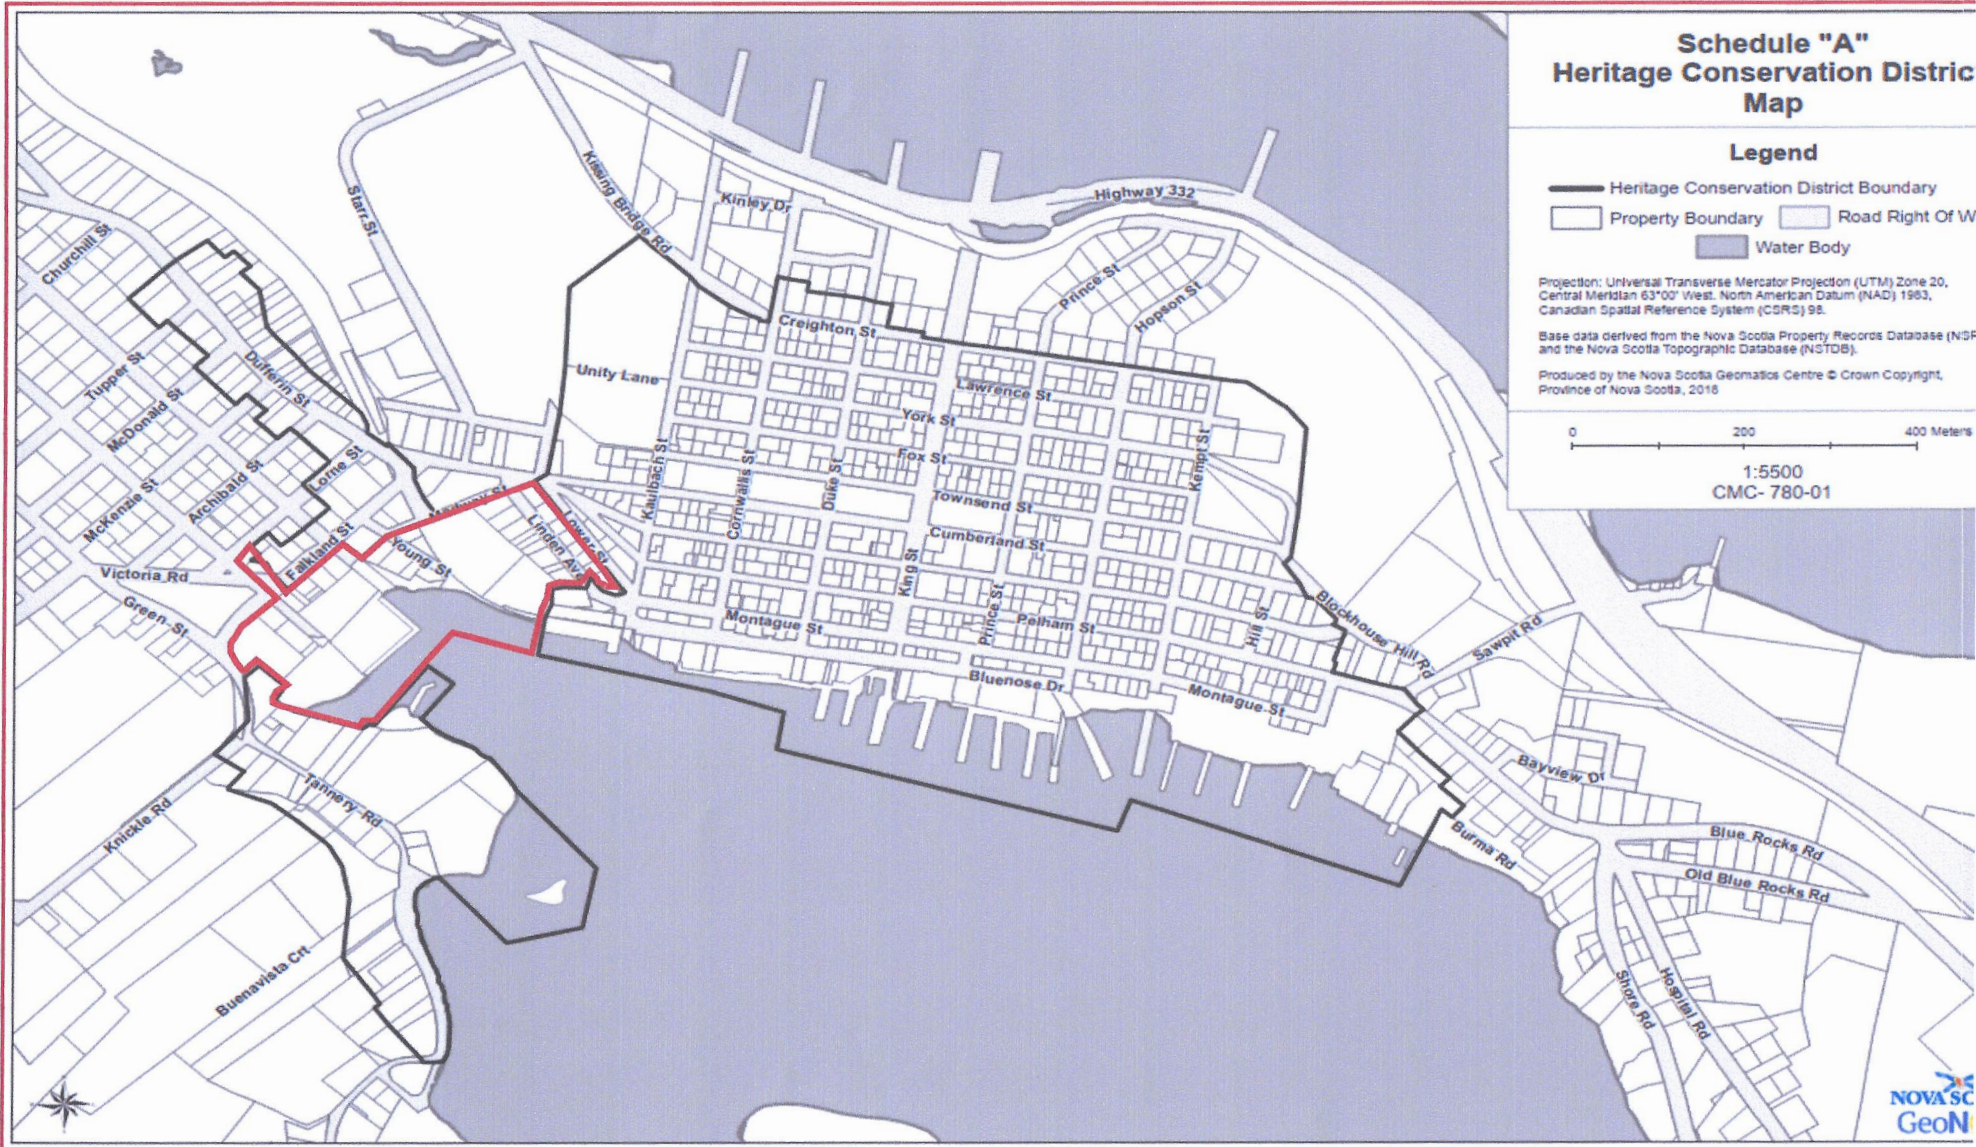 Schedule "A"
Heritage Conservation Distric
Map
Legend
Heritage Conservation District Boundary
Property Boundary
Road Right Of W
Water Body
Projection: Universal Transverse Mercator Projection (UTM) Zone 20,
Central Meridian 63°00' West. North American Datum (NAD) 1983,
Canadian Spatial Reference System (CSRS) 98.
Base data derived from the Nova Scotia Property Records Database (NSP
and the Nova Scotia Topographic Database (NSTDB).
Produced by the Nova Scotia Geomatics Centre © Crown Copyright,
Province of Nova Scotia, 2018
0 200 400 Meters
1:5500
CMC- 780-01
Kissing Bridge Rd
Starr St
Kinley Dr
Highway 332
Churchill St
Prince St
Hopson St
Creighton St
Tupper St
Dufferin St
McDonald St
Unity Lane
Lawrence St
York St
Fox St
Kaulbach St
Cornwallis St
Duke St
Kempt St
Lorne St
Archibald St
McKenzie St
Townsend St
Cumberland St
Falkland St
Young St
Linden Ave
Lower St
Victoria Rd
Green St
King St
Prince St
Montague St
Pelham St
Hill St
Blockhouse Hill Rd
Sawpit Rd
Bluenose Dr
Montague St
Bayview Dr
Tannery Rd
Knickle Rd
Burma Rd
Blue Rocks Rd
Old Blue Rocks Rd
Buenavista Crt
Shore Rd
Hospital Rd
NOVA SC
GeoN